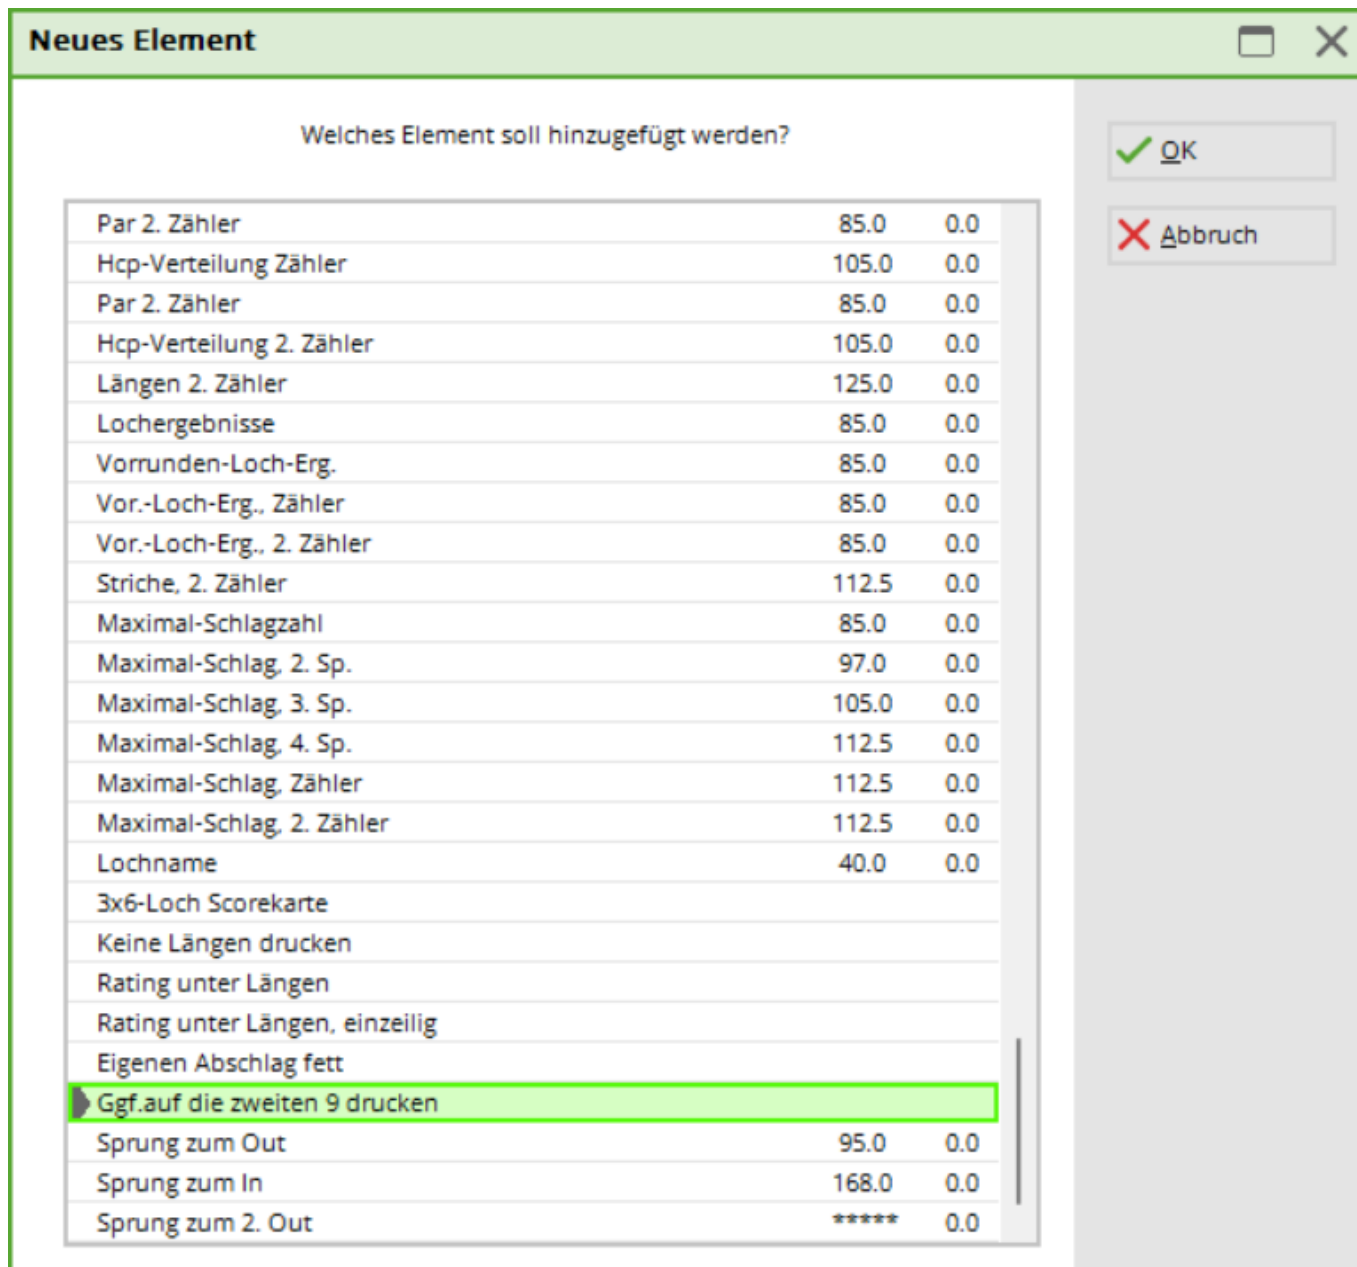 Neues Element
Welches Element soll hinzugefügt werden?
OK
Abbruch
Par 2. Zähler 85.0 0.0
Hcp-Verteilung Zähler 105.0 0.0
Par 2. Zähler 85.0 0.0
Hcp-Verteilung 2. Zähler 105.0 0.0
Längen 2. Zähler 125.0 0.0
Lochergebnisse 85.0 0.0
Vorrunden-Loch-Erg. 85.0 0.0
Vor.-Loch-Erg., Zähler 85.0 0.0
Vor.-Loch-Erg., 2. Zähler 85.0 0.0
Striche, 2. Zähler 112.5 0.0
Maximal-Schlagzahl 85.0 0.0
Maximal-Schlag, 2. Sp. 97.0 0.0
Maximal-Schlag, 3. Sp. 105.0 0.0
Maximal-Schlag, 4. Sp. 112.5 0.0
Maximal-Schlag, Zähler 112.5 0.0
Maximal-Schlag, 2. Zähler 112.5 0.0
Lochname 40.0 0.0
3x6-Loch Scorekarte
Keine Längen drucken
Rating unter Längen
Rating unter Längen, einzeilig
Eigenen Abschlag fett
Ggf.auf die zweiten 9 drucken
Sprung zum Out 95.0 0.0
Sprung zum In 168.0 0.0
Sprung zum 2. Out ***** 0.0